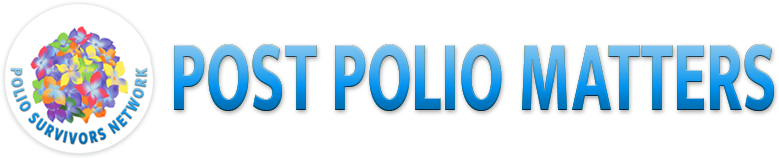 POLIO SURVIVORS NETWORK
POST POLIO MATTERS